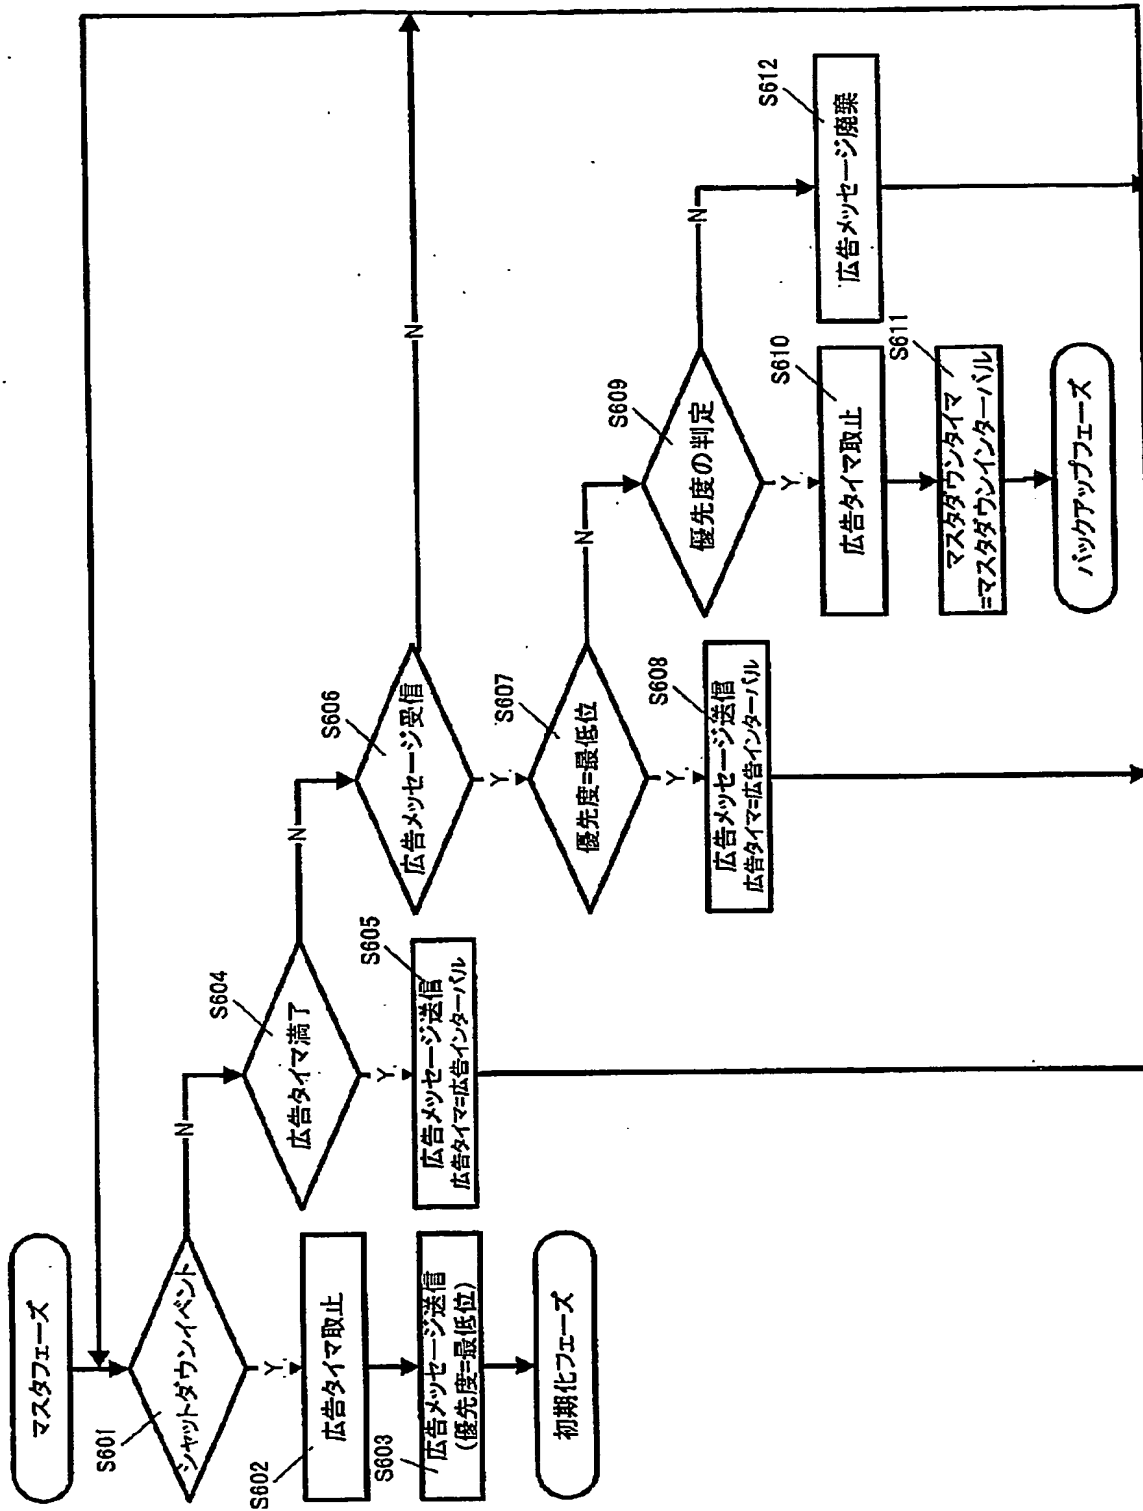 マスタフェーズ
S601
シャットダウンイベント
N
Y
S602
広告タイマ取止
S603
広告メッセージ送信
(優先度=最低位)
初期化フェーズ
S604
広告タイマ満了
N
Y
S605
広告メッセージ送信
広告タイマ=広告インターバル
S606
広告メッセージ受信
N
Y
S607
優先度=最低位
N
Y
S608
広告メッセージ送信
広告タイマ=広告インターバル
S609
優先度の判定
N
Y
S610
広告タイマ取止
S611
マスタダウンタイマ
=マスタダウンインターバル
バックアップフェーズ
S612
広告メッセージ廃棄